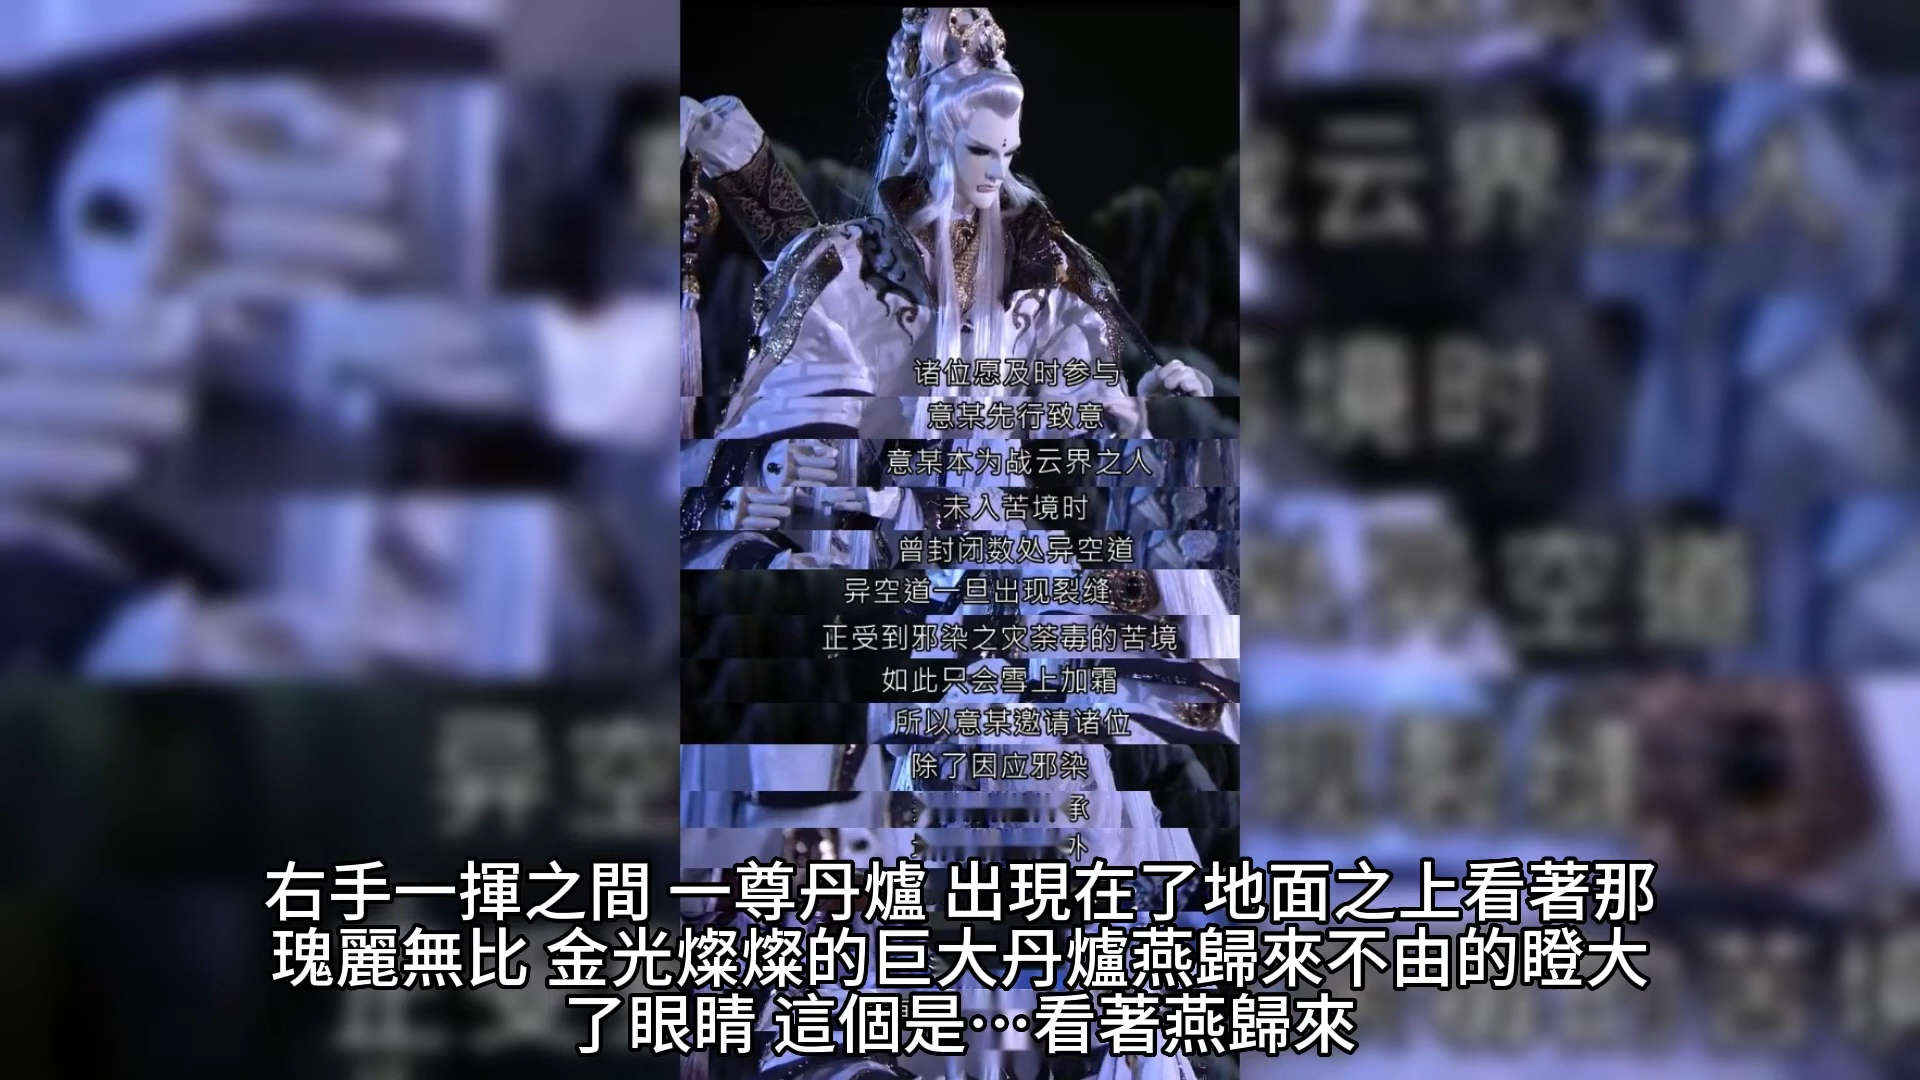 诸位愿及时参与
意某先行致意
意某本为战云界之人
未入苦境时
曾封闭数处异空道
异空道一旦出现裂缝
正受到邪染之灾荼毒的苦境
如此只会雪上加霜
所以意某邀请诸位
除了因应邪染
承
外
右手一揮之間 一尊丹爐 出現在了地面之上看著那
瑰麗無比 金光燦燦的巨大丹爐燕歸來不由的瞪大
了眼睛 這個是…看著燕歸來